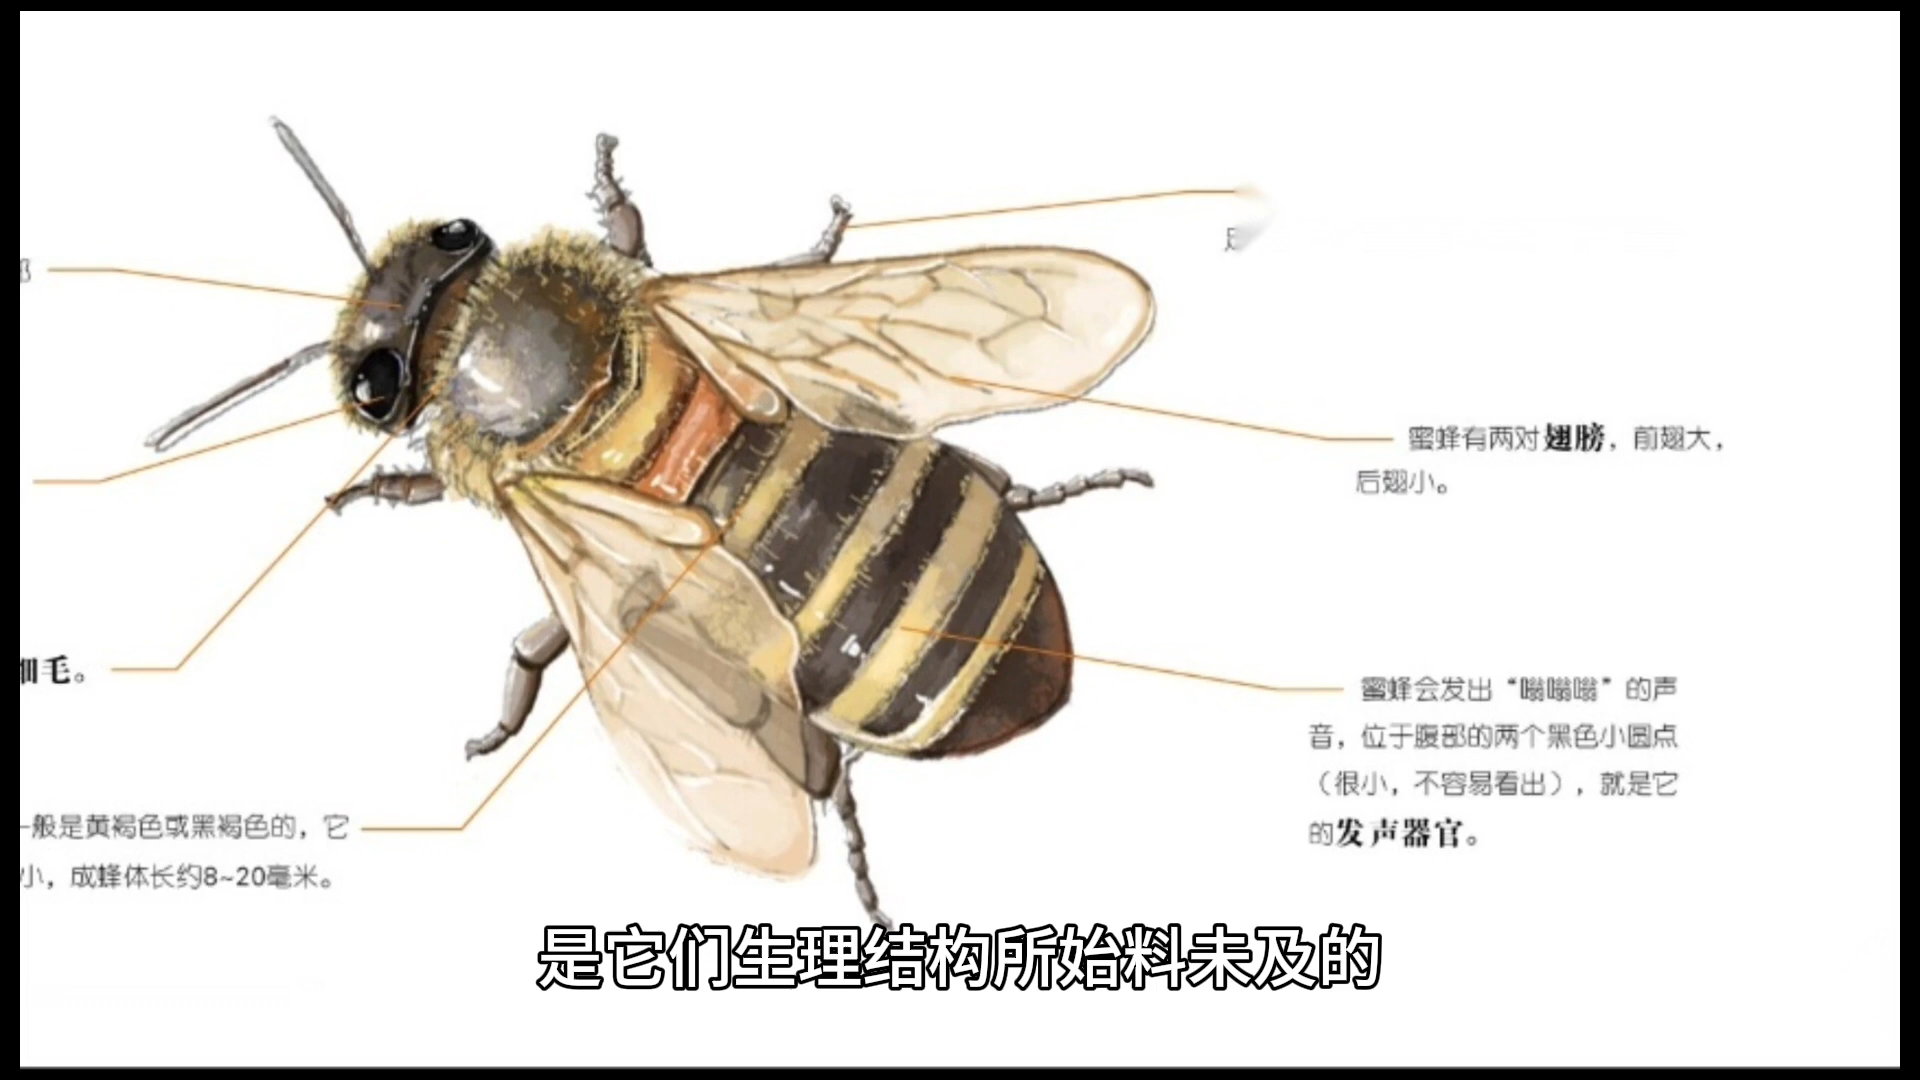 蜜蜂有两对翅膀，前翅大，
后翅小。
细毛。
蜜蜂会发出“嗡嗡嗡”的声
音，位于腹部的两个黑色小圆点
（很小，不容易看出），就是它
的发声器官。
一般是黄褐色或黑褐色的，它
小，成蜂体长约8~20毫米。
是它们生理结构所始料未及的